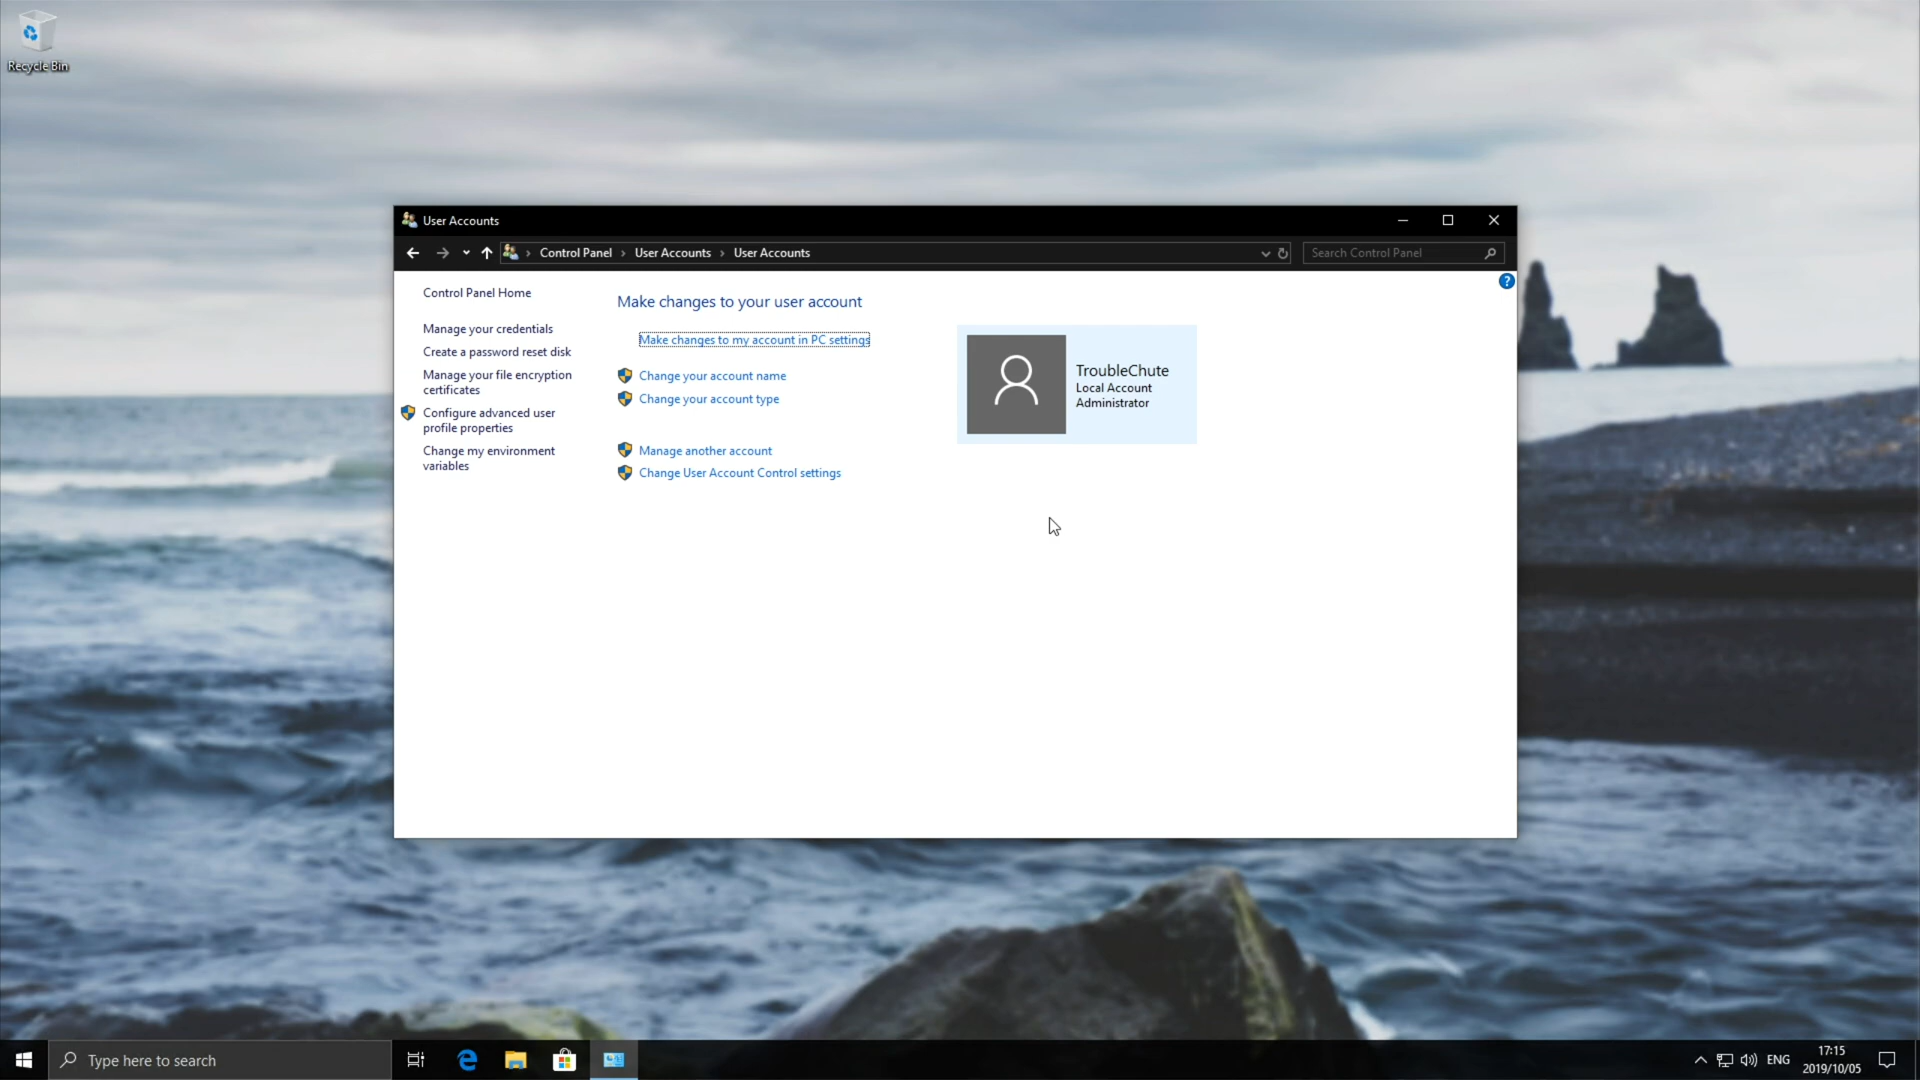 Recycle Bin
User Accounts
Control Panel > User Accounts > User Accounts
Search Control Panel
Control Panel Home
Manage your credentials
Create a password reset disk
Manage your file encryption
certificates
Configure advanced user
profile properties
Change my environment
variables
Make changes to your user account
Make changes to my account in PC settings
Change your account name
Change your account type
Manage another account
Change User Account Control settings
TroubleChute
Local Account
Administrator
?
Type here to search
ENG
17:15
2019/10/05